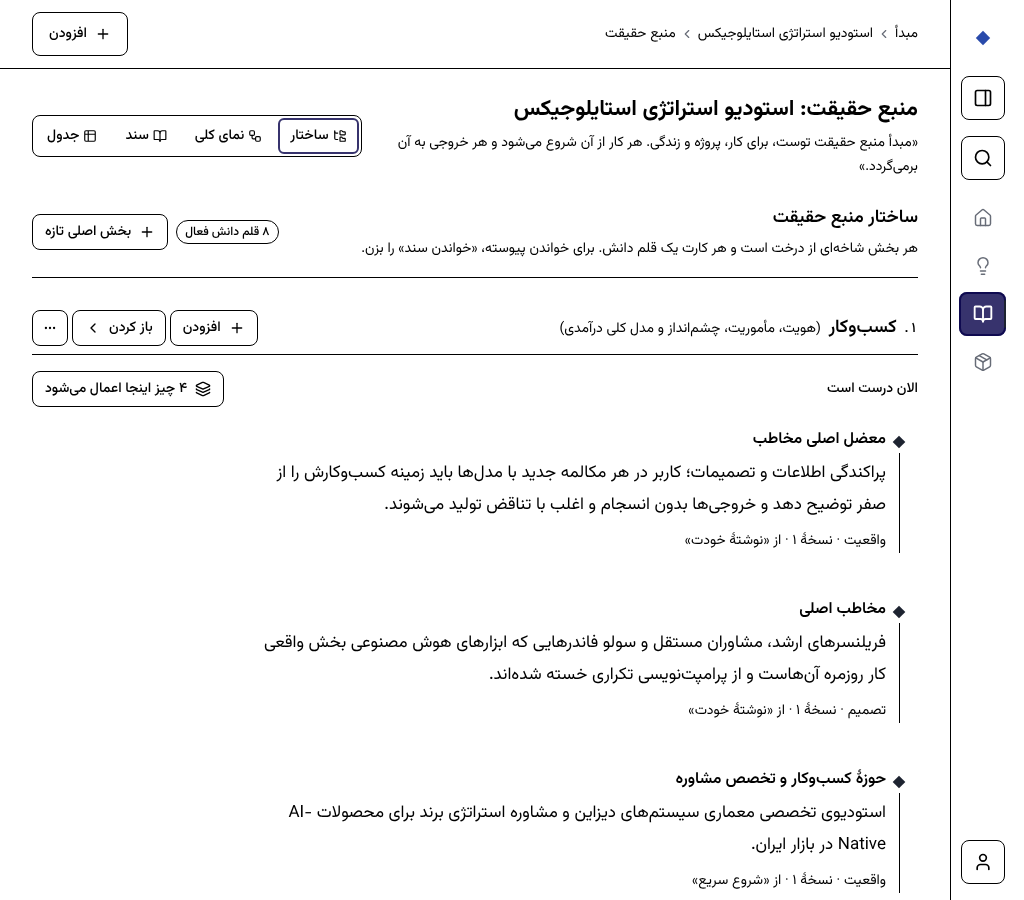 مبدأ › استودیو استراتژی استایلوجیکس › منبع حقیقت
افزودن
منبع حقیقت: استودیو استراتژی استایلوجیکس
«مبدأ منبع حقیقت توست، برای کار، پروژه و زندگی. هر کار از آن شروع می‌شود و هر خروجی به آن
برمی‌گردد.»
ساختار
نمای کلی
سند
جدول
ساختار منبع حقیقت
هر بخش شاخه‌ای از درخت است و هر کارت یک قلم دانش. برای خواندن پیوسته، «خواندن سند» را بزن.
۸ قلم دانش فعال
بخش اصلی تازه
۱. کسب‌وکار (هویت، مأموریت، چشم‌انداز و مدل کلی درآمدی)
افزودن
باز کردن
الان درست است
۴ چیز اینجا اعمال می‌شود
معضل اصلی مخاطب
پراکندگی اطلاعات و تصمیمات؛ کاربر در هر مکالمه جدید با مدل‌ها باید زمینه کسب‌وکارش را از
صفر توضیح دهد و خروجی‌ها بدون انسجام و اغلب با تناقض تولید می‌شوند.
واقعیت · نسخهٔ ۱ · از «نوشتهٔ خودت»
مخاطب اصلی
فریلنسرهای ارشد، مشاوران مستقل و سولو فاندرهایی که ابزارهای هوش مصنوعی بخش واقعی
کار روزمره آن‌هاست و از پرامپت‌نویسی تکراری خسته شده‌اند.
تصمیم · نسخهٔ ۱ · از «نوشتهٔ خودت»
حوزهٔ کسب‌وکار و تخصص مشاوره
استودیوی تخصصی معماری سیستم‌های دیزاین و مشاوره استراتژی برند برای محصولات AI-
Native در بازار ایران.
واقعیت · نسخهٔ ۱ · از «شروع سریع»